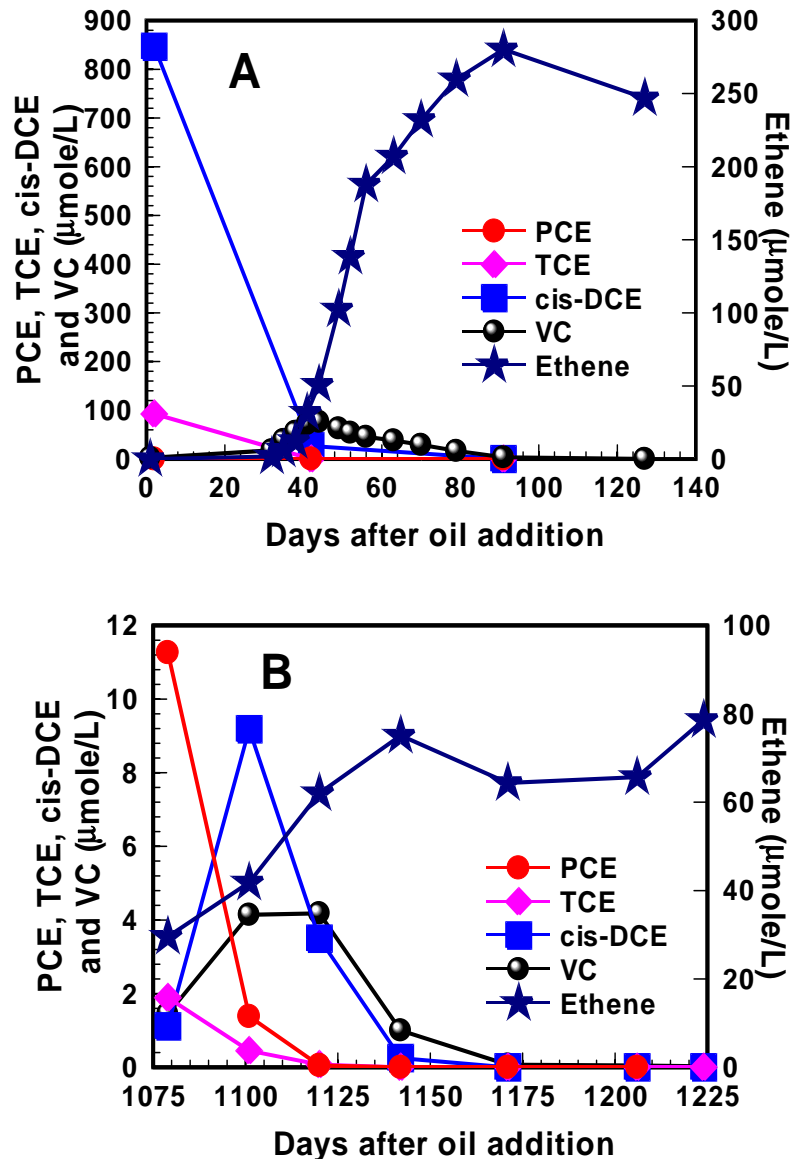 A
PCE, TCE, cis-DCE
and VC (μmole/L)
900
800
700
600
500
400
300
200
100
0
300
250
200
150
100
50
0
Ethene (μmole/L)
PCE
TCE
cis-DCE
VC
Ethene
0 20 40 60 80 100 120 140
Days after oil addition
B
PCE, TCE, cis-DCE
and VC (μmole/L)
12
10
8
6
4
2
0
100
80
60
40
20
0
Ethene (μmole/L)
PCE
TCE
cis-DCE
VC
Ethene
1075 1100 1125 1150 1175 1200 1225
Days after oil addition